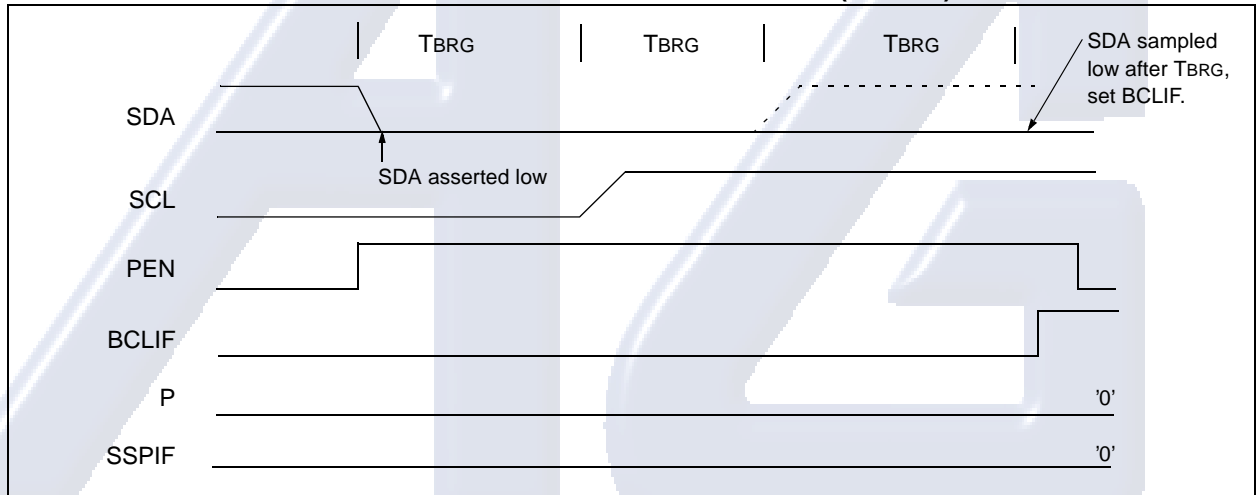 TBRG TBRG TBRG
SDA sampled
low after TBRG,
set BCLIF.
SDA
SDA asserted low
SCL
PEN
BCLIF
P '0'
SSPIF '0'